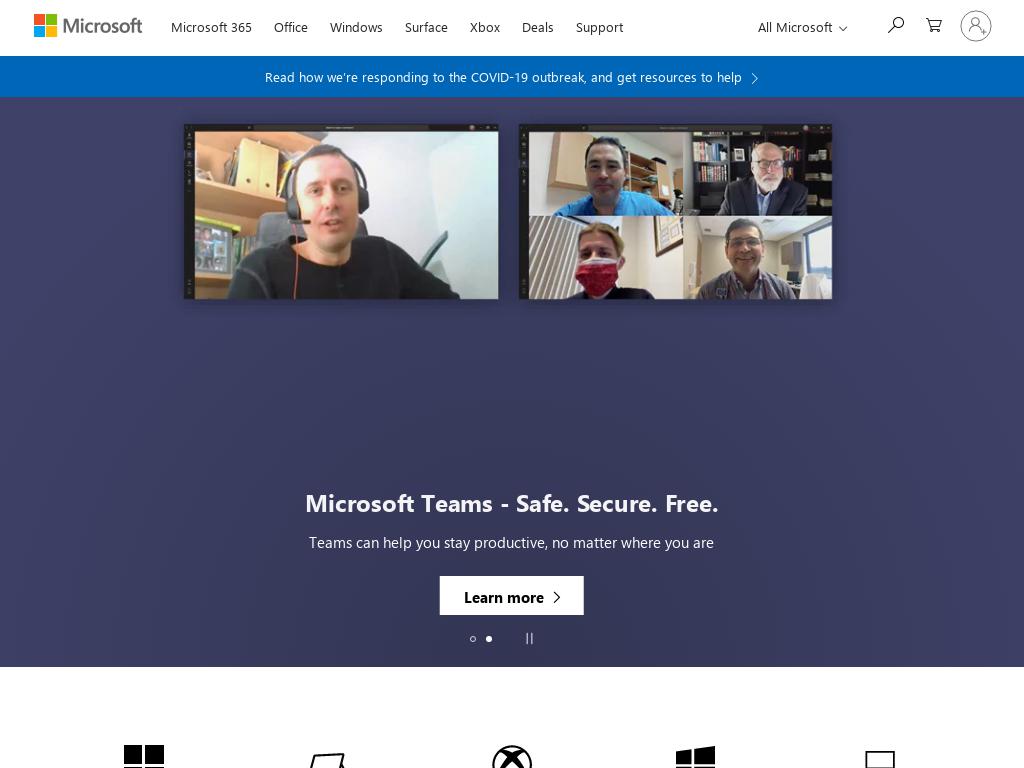 Microsoft
Microsoft 365
Office
Windows
Surface
Xbox
Deals
Support
All Microsoft
Read how we're responding to the COVID-19 outbreak, and get resources to help
Microsoft Teams - Safe. Secure. Free.
Teams can help you stay productive, no matter where you are
Learn more